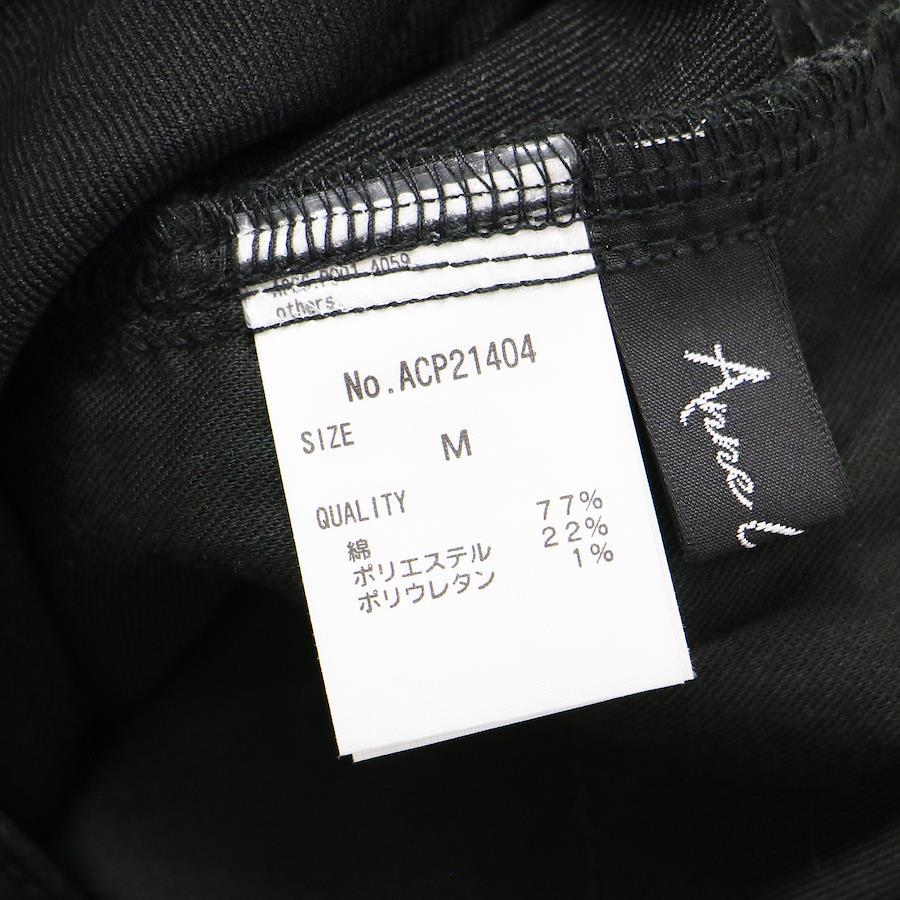 others
No.ACP21404
SIZE M
QUALITY
綿 77%
ポリエステル 22%
ポリウレタン 1%